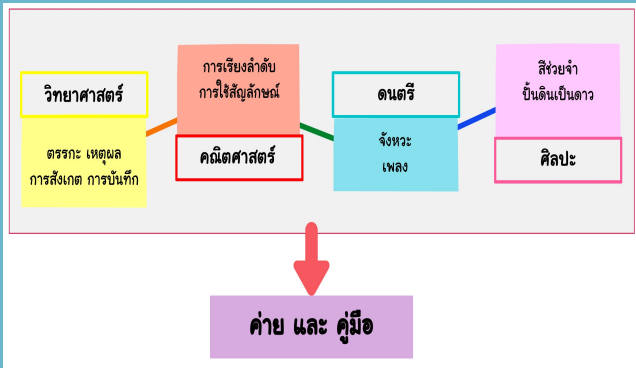 วิทยาศาสตร์
ตรรกะ เหตุผล
การสังเกต การบันทึก
การเรียงลำดับ
การใช้สัญลักษณ์
คณิตศาสตร์
ดนตรี
จังหวะ
เพลง
สีช่วยจำ
ปั้นดินเป็นดาว
ศิลปะ
ค่าย และ คู่มือ